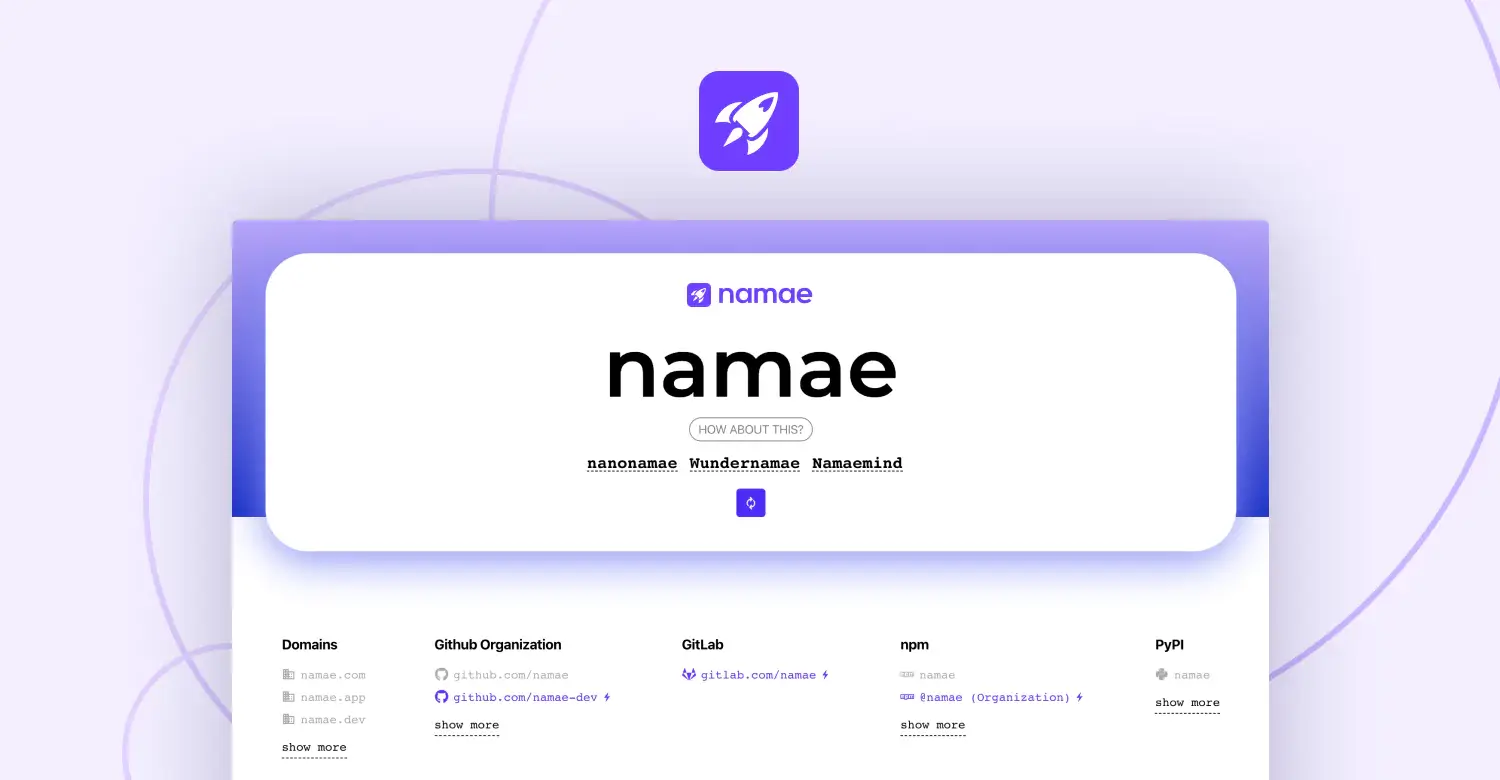 namae
namae
HOW ABOUT THIS?
nanonamae Wundernamae Namaemind
Domains
namae.com
namae.app
namae.dev
show more
Github Organization
github.com/namae
github.com/namae-dev
show more
GitLab
gitlab.com/namae
npm
namae
@namae (Organization)
show more
PyPI
namae
show more